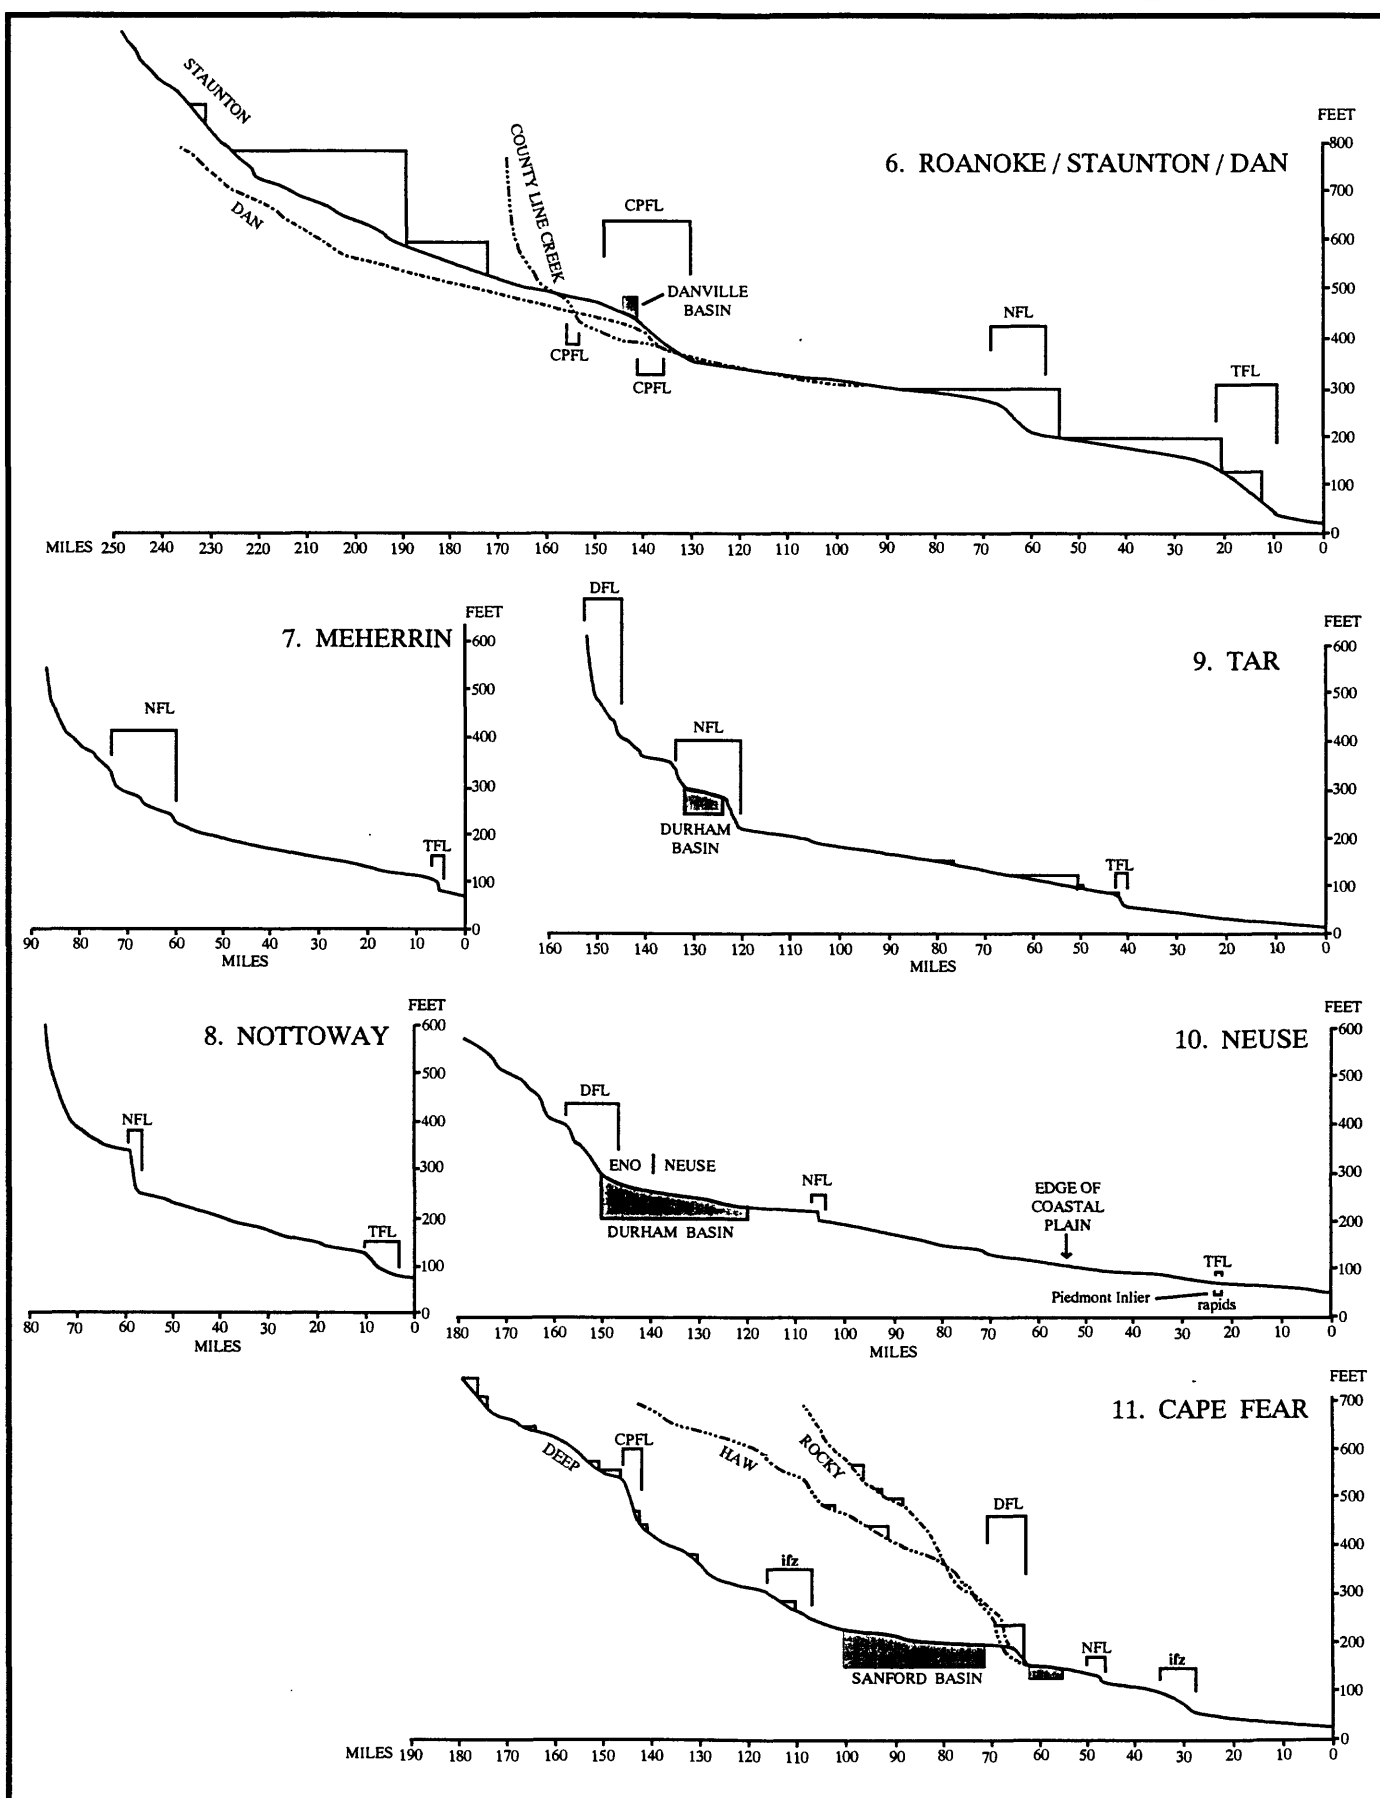 STAUNTON
DAN
COUNTY LINE CREEK
CPFL
DANVILLE
BASIN
CPFL
CPFL
6. ROANOKE / STAUNTON / DAN
NFL
TFL
FEET
800
700
600
500
400
300
200
100
0
MILES 250 240 230 220 210 200 190 180 170 160 150 140 130 120 110 100 90 80 70 60 50 40 30 20 10 0
7. MEHERRIN
FEET
600
500
400
300
200
100
0
NFL
TFL
90 80 70 60 50 40 30 20 10 0
MILES
DFL
NFL
DURHAM
BASIN
TFL
9. TAR
FEET
600
500
400
300
200
100
0
160 150 140 130 120 110 100 90 80 70 60 50 40 30 20 10 0
MILES
8. NOTTOWAY
FEET
600
500
400
300
200
100
0
NFL
TFL
80 70 60 50 40 30 20 10 0
MILES
10. NEUSE
FEET
600
500
400
300
200
100
0
DFL
ENO | NEUSE
DURHAM BASIN
NFL
EDGE OF
COASTAL
PLAIN
TFL
Piedmont Inlier
rapids
180 170 160 150 140 130 120 110 100 90 80 70 60 50 40 30 20 10 0
MILES
11. CAPE FEAR
FEET
700
600
500
400
300
200
100
0
DEEP
CPFL
HAW
ROCKY
DFL
ifz
SANFORD BASIN
NFL
ifz
MILES 190 180 170 160 150 140 130 120 110 100 90 80 70 60 50 40 30 20 10 0